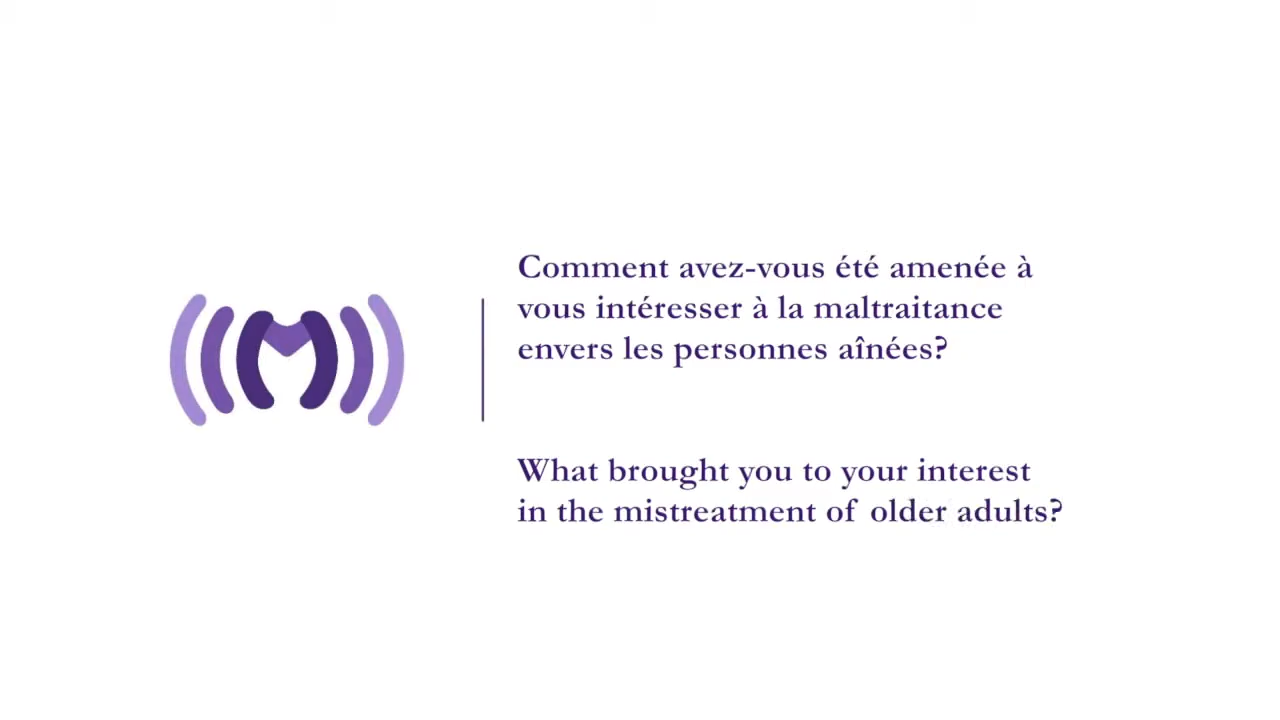 Comment avez-vous été amenée à
vous intéresser à la maltraitance
envers les personnes aînées?
What brought you to your interest
in the mistreatment of older adults?